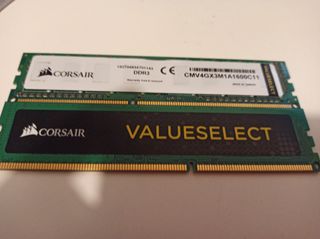 CORSAIR
DDR3
CMV4GX3M1A1600C11
CORSAIR
VALUESELECT